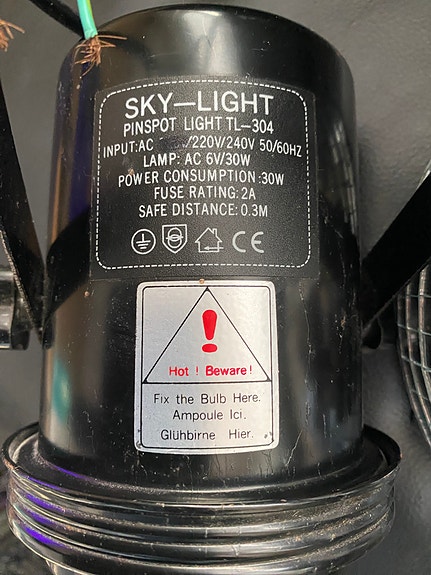 SKY—LIGHT
PINSPOT LIGHT TL—304
INPUT:AC /220V/240V 50/60HZ
LAMP: AC 6V/30W
POWER CONSUMPTION:30W
FUSE RATING:2A
SAFE DISTANCE:0.3M
CE
!
Hot ! Beware!
Fix the Bulb Here.
Ampoule Ici.
Glühbirne Hier.